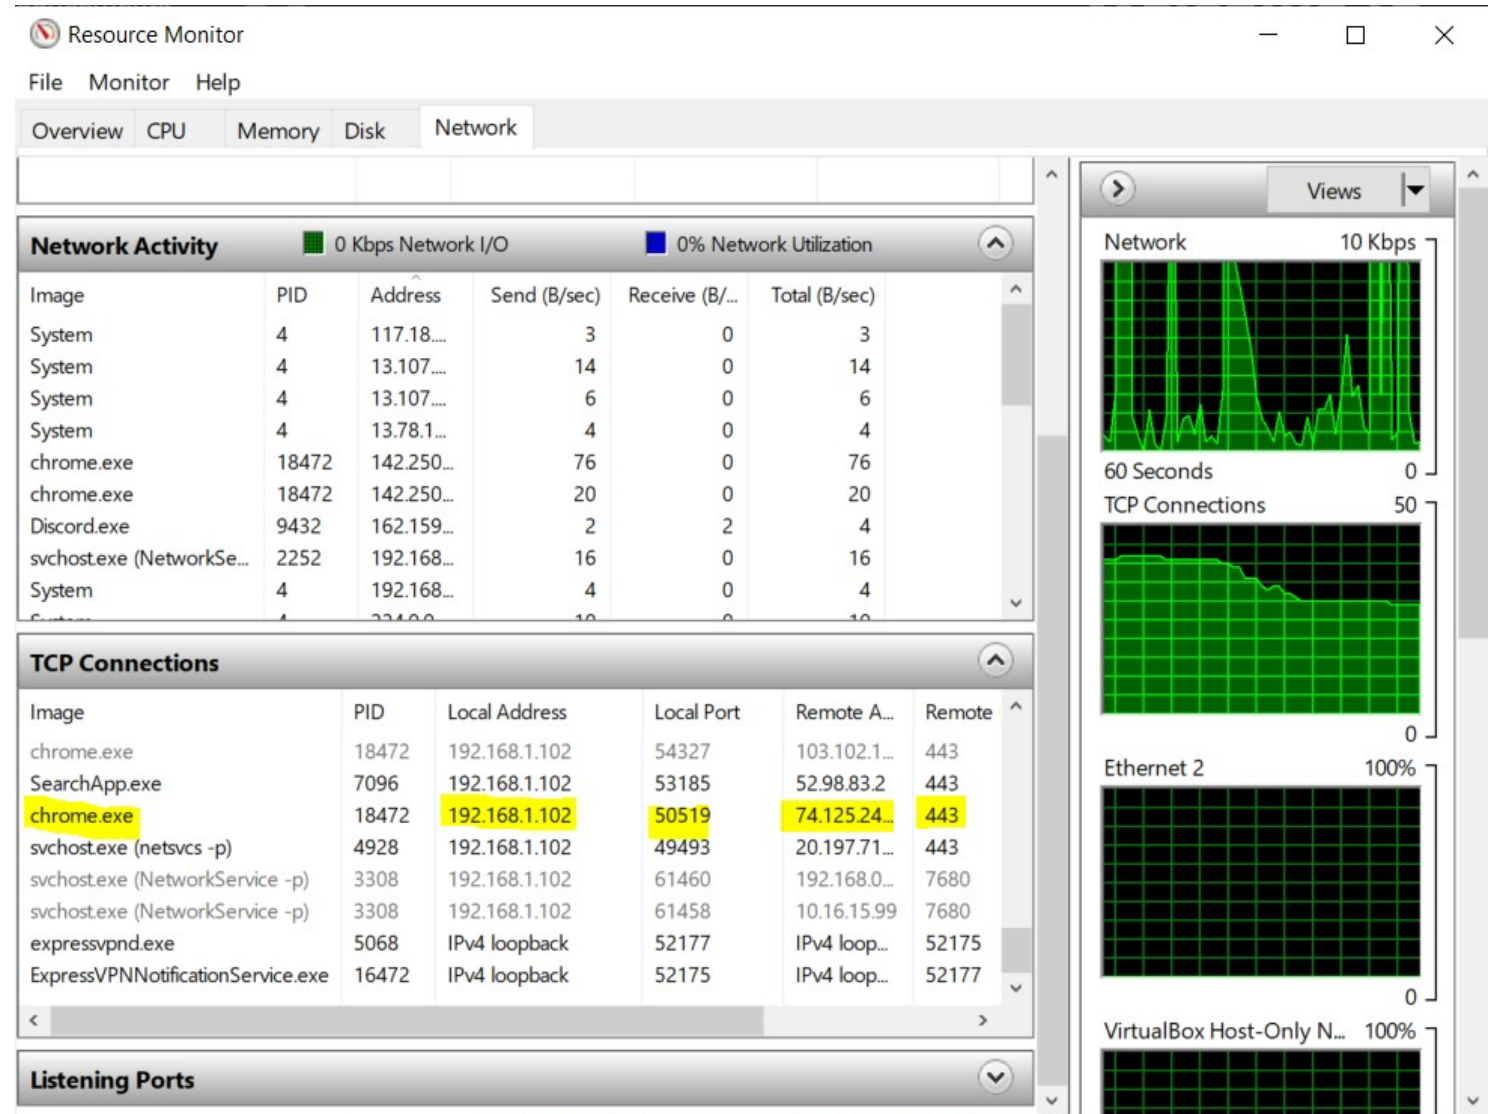 Resource Monitor
File Monitor Help
Overview CPU Memory Disk Network
Views
Network Activity 0 Kbps Network I/O 0% Network Utilization
Image PID Address Send (B/sec) Receive (B/... Total (B/sec)
System 4 117.18.... 3 0 3
System 4 13.107.... 14 0 14
System 4 13.107.... 6 0 6
System 4 13.78.1... 4 0 4
chrome.exe 18472 142.250... 76 0 76
chrome.exe 18472 142.250... 20 0 20
Discord.exe 9432 162.159... 2 2 4
svchost.exe (NetworkSe... 2252 192.168... 16 0 16
System 4 192.168... 4 0 4
TCP Connections
Image PID Local Address Local Port Remote A... Remote
chrome.exe 18472 192.168.1.102 54327 103.102.1... 443
SearchApp.exe 7096 192.168.1.102 53185 52.98.83.2 443
chrome.exe 18472 192.168.1.102 50519 74.125.24... 443
svchost.exe (netsvcs -p) 4928 192.168.1.102 49493 20.197.71... 443
svchost.exe (NetworkService -p) 3308 192.168.1.102 61460 192.168.0... 7680
svchost.exe (NetworkService -p) 3308 192.168.1.102 61458 10.16.15.99 7680
expressvpnd.exe 5068 IPv4 loopback 52177 IPv4 loop... 52175
ExpressVPNNotificationService.exe 16472 IPv4 loopback 52175 IPv4 loop... 52177
Listening Ports
Network 10 Kbps
60 Seconds 0
TCP Connections 50
0
Ethernet 2 100%
0
VirtualBox Host-Only N... 100%